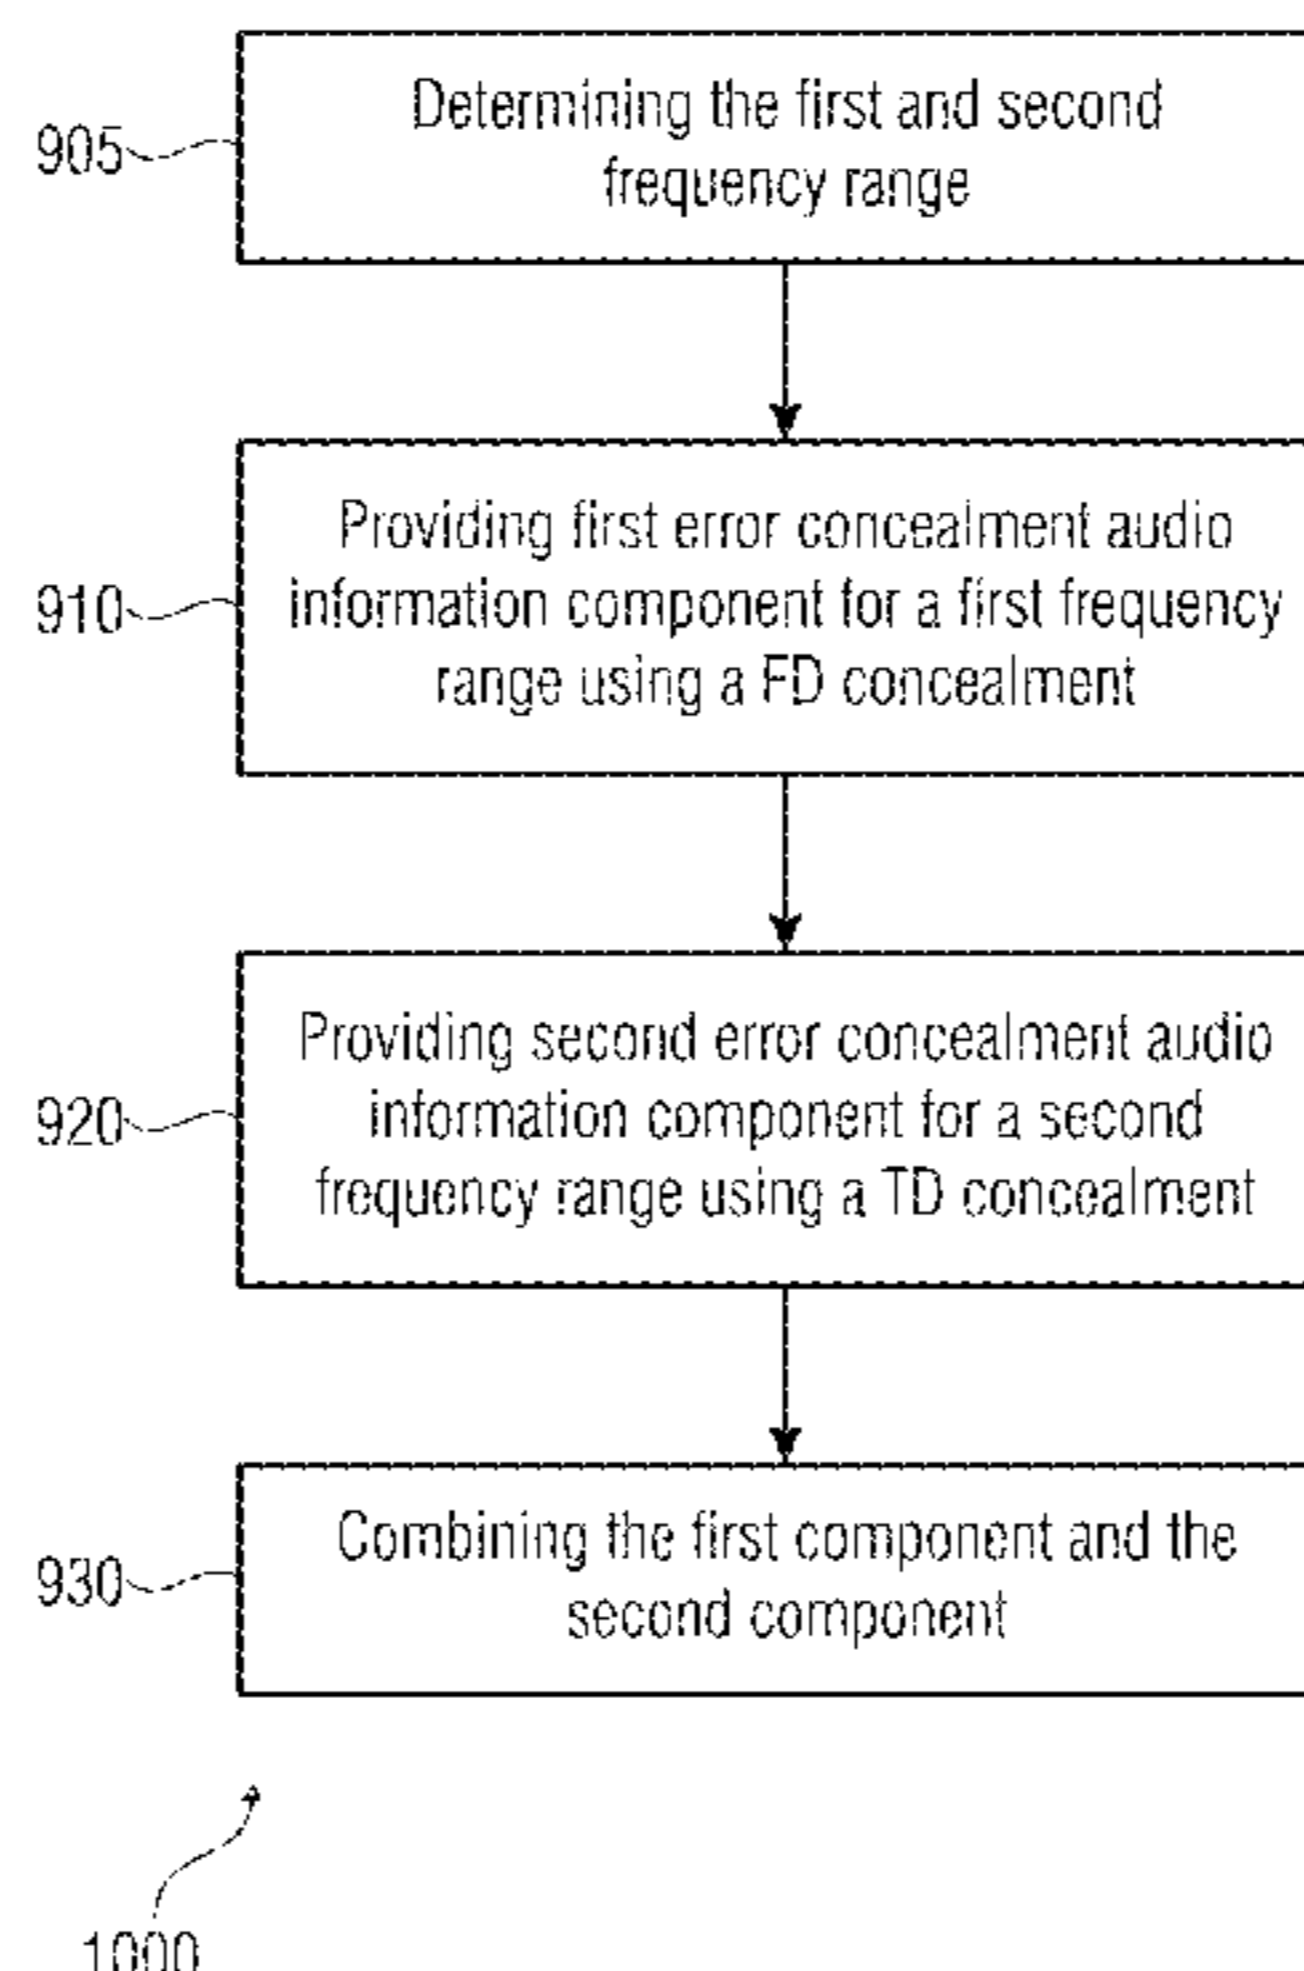 Determining the first and second
frequency range
905
Providing first error concealment audio
information component for a first frequency
range using a FD concealment
910
Providing second error concealment audio
information component for a second
frequency range using a TD concealment
920
Combining the first component and the
second component
930
1000